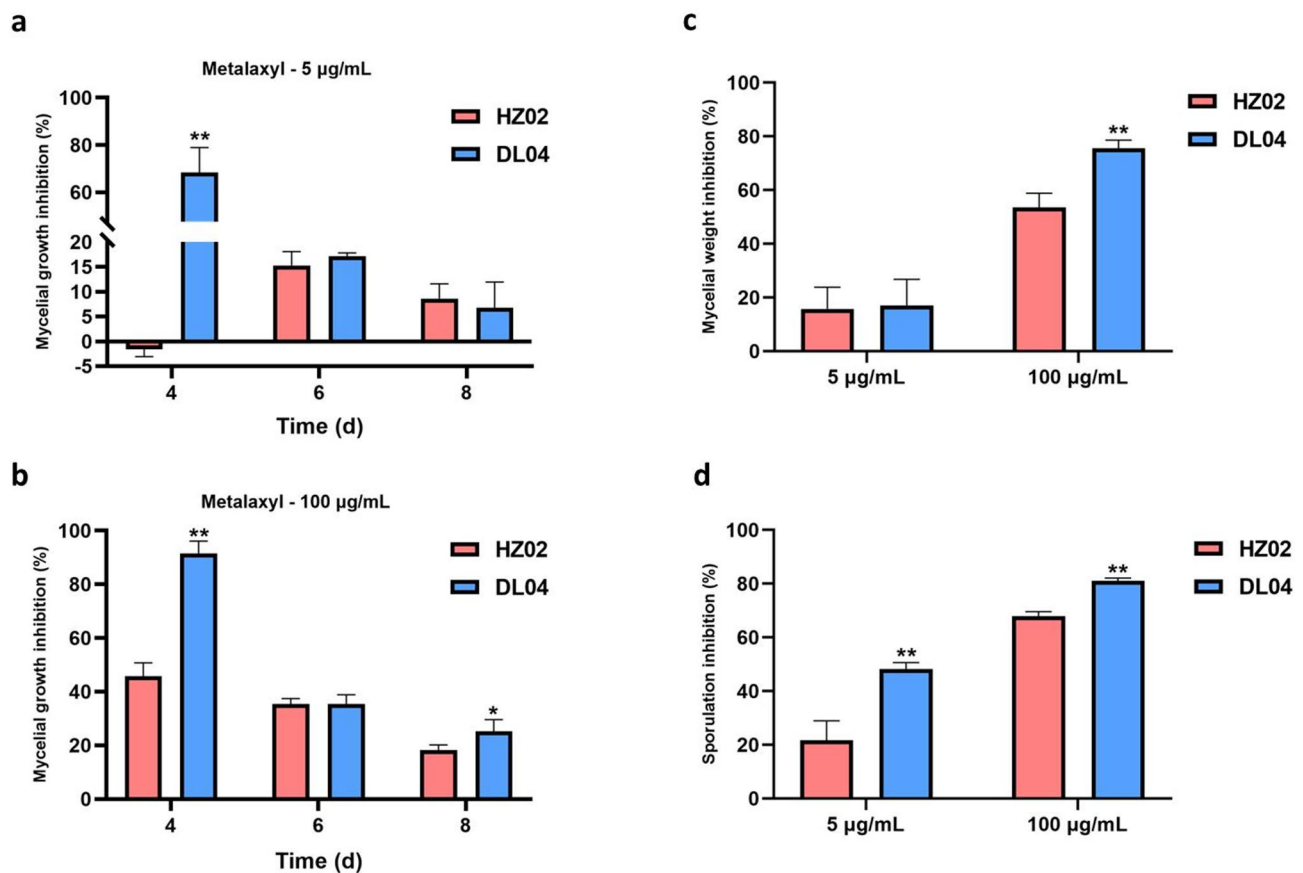 a
Metalaxyl - 5 µg/mL
Mycelial growth inhibition (%)
100
80
60
20
15
10
5
0
-5
**
HZ02
DL04
4
6
8
Time (d)
b
Metalaxyl - 100 µg/mL
Mycelial growth inhibition (%)
100
80
60
40
20
0
**
*
HZ02
DL04
4
6
8
Time (d)
c
Mycelial weight inhibition (%)
100
80
60
40
20
0
**
HZ02
DL04
5 µg/mL
100 µg/mL
d
Sporulation inhibition (%)
100
80
60
40
20
0
**
**
HZ02
DL04
5 µg/mL
100 µg/mL